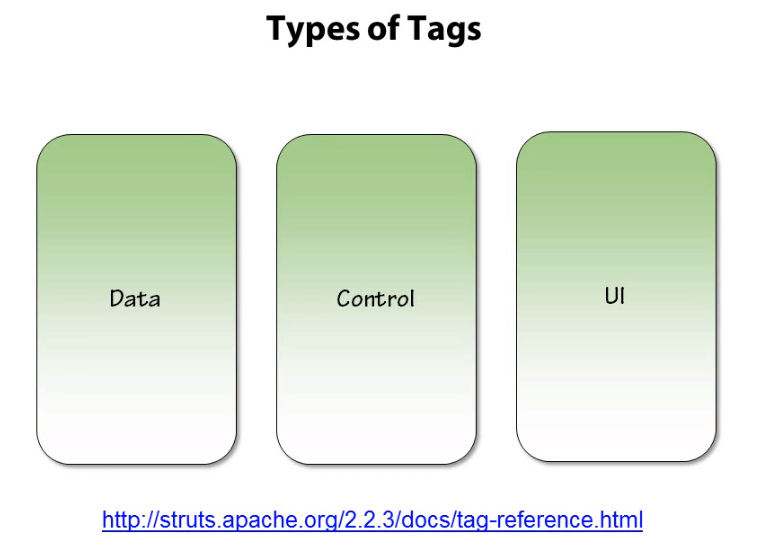 Types of Tags
Data
Control
UI
http://struts.apache.org/2.2.3/docs/tag-reference.html